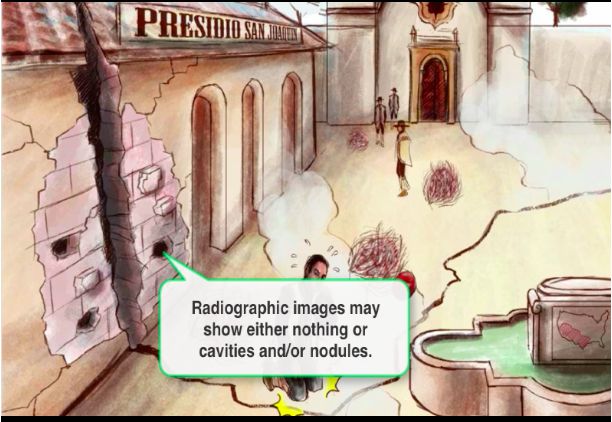 PRESIDIO SAN JOAQUIN
Radiographic images may
show either nothing or
cavities and/or nodules.